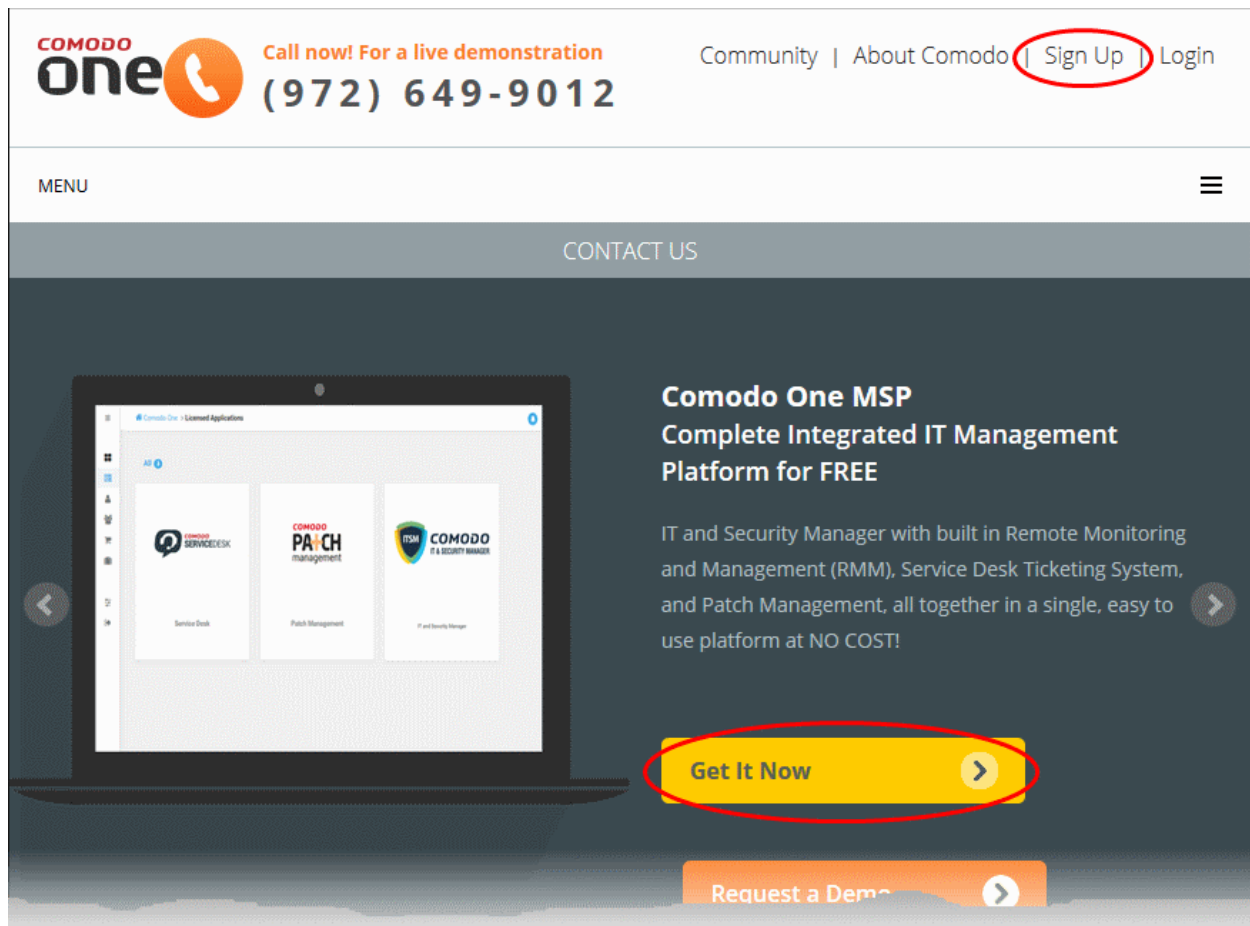 COMODO
one
Call now! For a live demonstration
(972) 649-9012
Community | About Comodo | Sign Up | Login
MENU
CONTACT US
Comodo One > Licensed Applications
All
COMODO
SERVICEDESK
Service Desk
COMODO
PATCH
management
Patch Management
ITSM
COMODO
IT & SECURITY MANAGER
IT and Security Manager
Comodo One MSP
Complete Integrated IT Management
Platform for FREE
IT and Security Manager with built in Remote Monitoring
and Management (RMM), Service Desk Ticketing System,
and Patch Management, all together in a single, easy to
use platform at NO COST!
Get It Now
Request a Demo